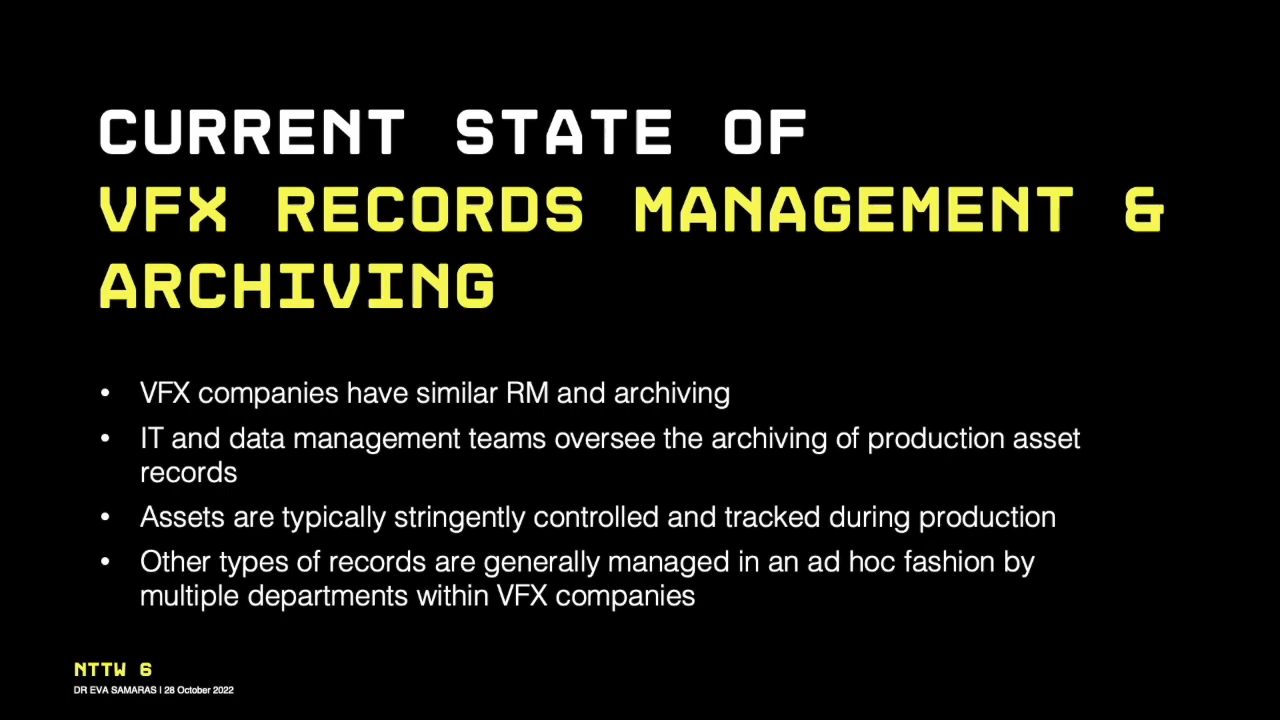 CURRENT STATE OF
VFX RECORDS MANAGEMENT &
ARCHIVING
• VFX companies have similar RM and archiving
• IT and data management teams oversee the archiving of production asset
records
• Assets are typically stringently controlled and tracked during production
• Other types of records are generally managed in an ad hoc fashion by
multiple departments within VFX companies
NTTW 6
DR EVA SAMARAS | 28 October 2022